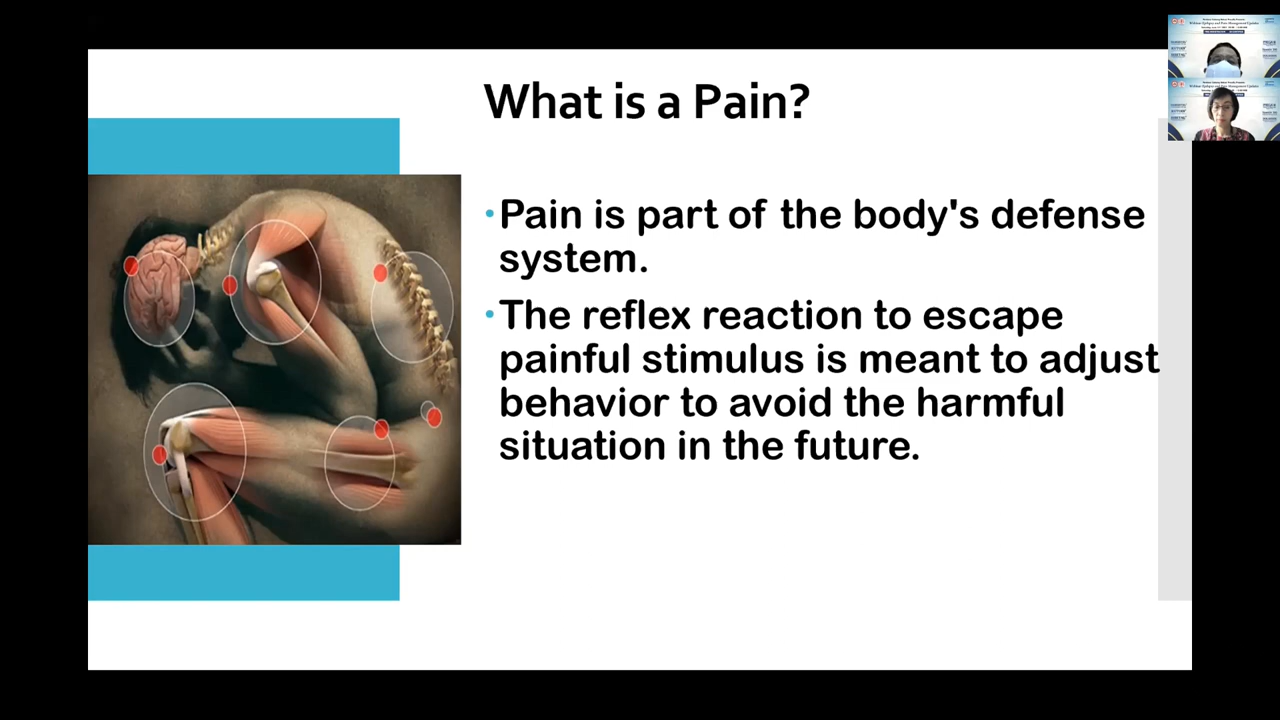 What is a Pain?
•Pain is part of the body's defense
system.
•The reflex reaction to escape
painful stimulus is meant to adjust
behavior to avoid the harmful
situation in the future.